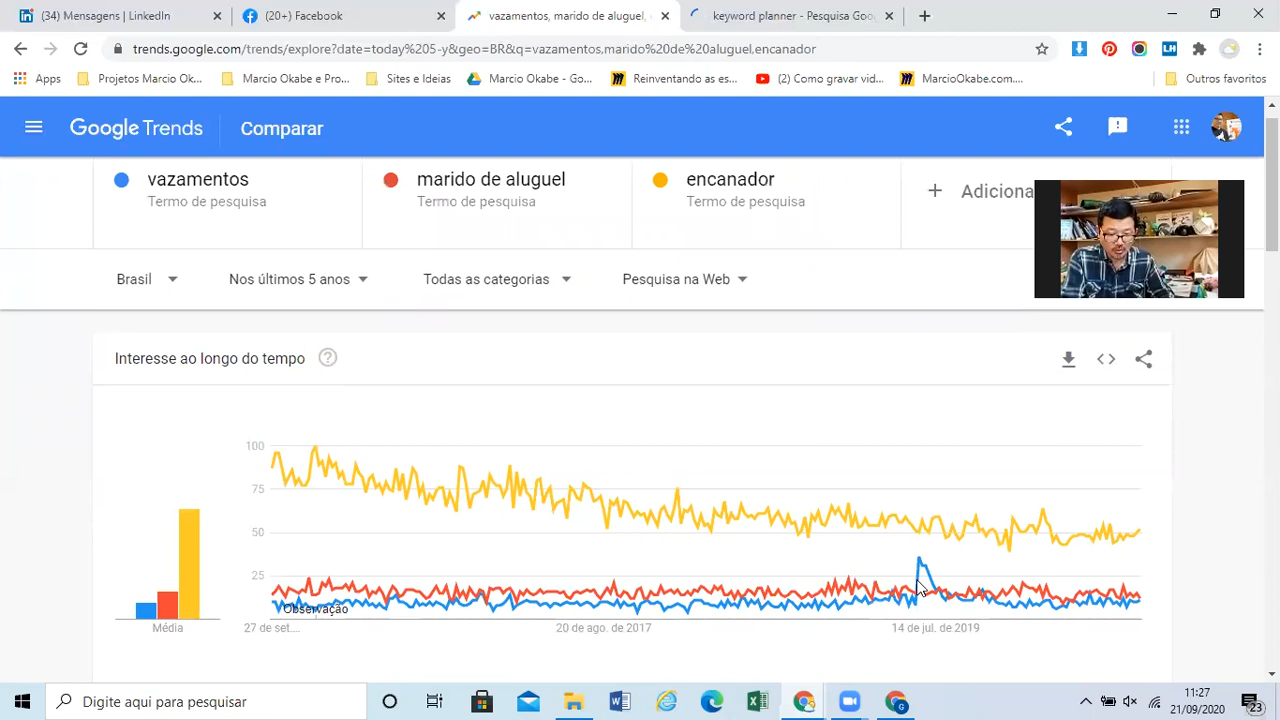 (34) Mensagens | LinkedIn
(20+) Facebook
vazamentos, marido de aluguel,
keyword planner - Pesquisa Goo
trends.google.com/trends/explore?date=today%205-y&geo=BR&q=vazamentos,marido%20de%20aluguel,encanador
Apps
Projetos Marcio Ok...
Marcio Okabe e Pro...
Sites e Ideias
Marcio Okabe - Go...
Reinventando as es...
(2) Como gravar vid...
MarcioOkabe.com....
Outros favoritos
Google Trends
Comparar
vazamentos
Termo de pesquisa
marido de aluguel
Termo de pesquisa
encanador
Termo de pesquisa
+ Adiciona
Brasil
Nos últimos 5 anos
Todas as categorias
Pesquisa na Web
Interesse ao longo do tempo
100
75
50
25
Observação
Média
27 de set....
20 de ago. de 2017
14 de jul. de 2019
Digite aqui para pesquisar
11:27
21/09/2020
23